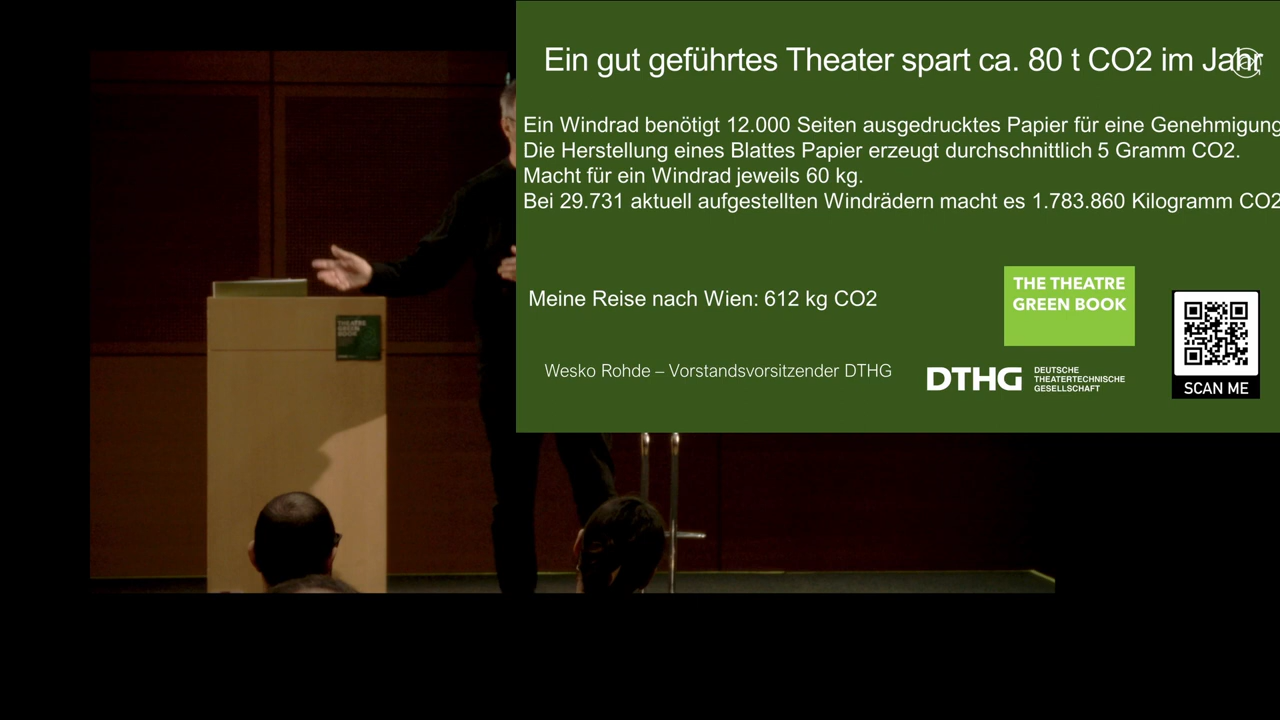 Ein gut geführtes Theater spart ca. 80 t CO2 im Jahr
Ein Windrad benötigt 12.000 Seiten ausgedrucktes Papier für eine Genehmigung
Die Herstellung eines Blattes Papier erzeugt durchschnittlich 5 Gramm CO2.
Macht für ein Windrad jeweils 60 kg.
Bei 29.731 aktuell aufgestellten Windrädern macht es 1.783.860 Kilogramm CO2
Meine Reise nach Wien: 612 kg CO2
THE THEATRE
GREEN BOOK
Wesko Rohde – Vorstandsvorsitzender DTHG
DTHG
DEUTSCHE
THEATERTECHNISCHE
GESELLSCHAFT
SCAN ME
THEATRE
GREEN
BOOK